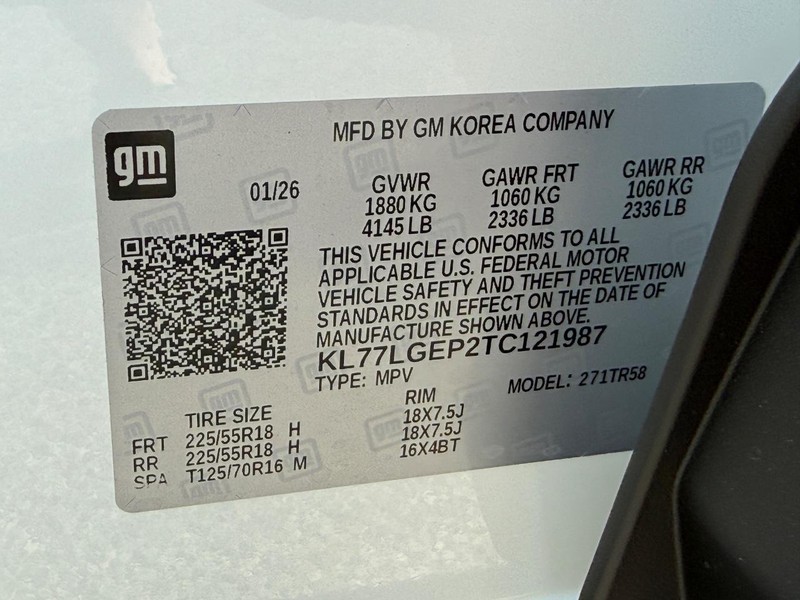 gm
MFD BY GM KOREA COMPANY
01/26
GVWR
1880 KG
4145 LB
GAWR FRT
1060 KG
2336 LB
GAWR RR
1060 KG
2336 LB
THIS VEHICLE CONFORMS TO ALL
APPLICABLE U.S. FEDERAL MOTOR
VEHICLE SAFETY AND THEFT PREVENTION
STANDARDS IN EFFECT ON THE DATE OF
MANUFACTURE SHOWN ABOVE.
KL77LGEP2TC121987
TYPE: MPV MODEL: 271TR58
TIRE SIZE RIM
FRT 225/55R18 H 18X7.5J
RR 225/55R18 H 18X7.5J
SPA T125/70R16 M 16X4BT